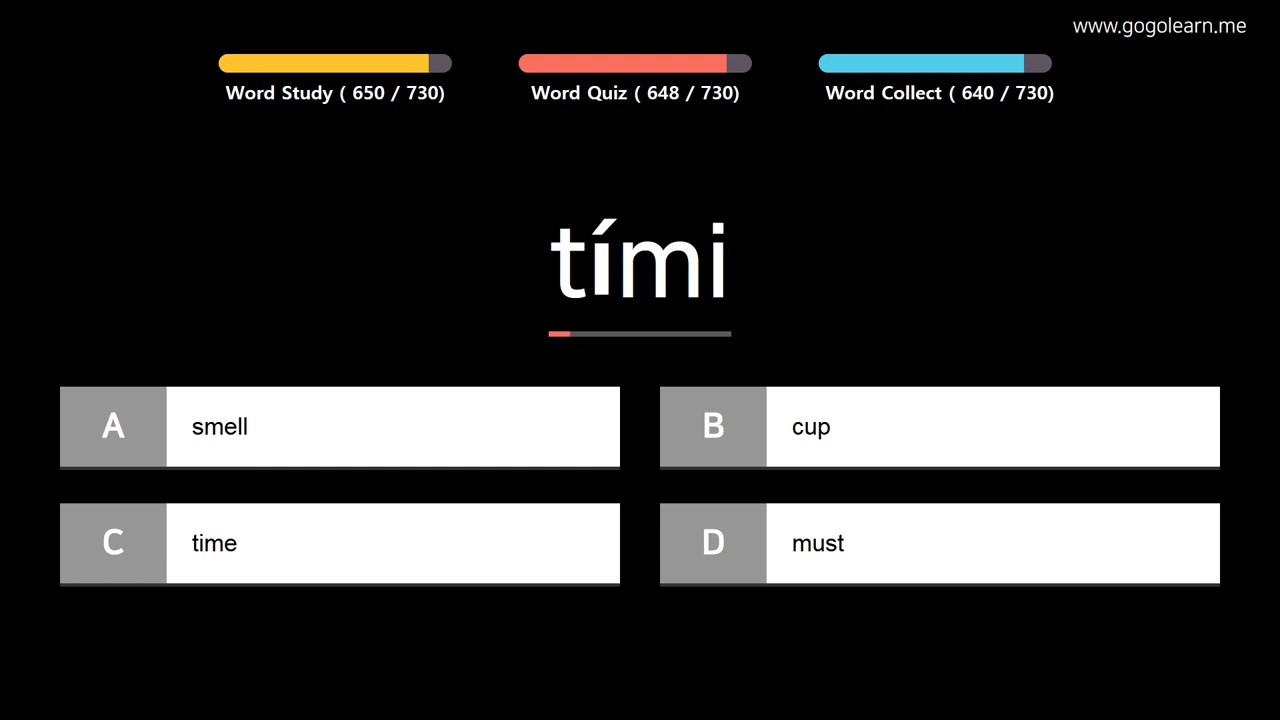 www.gogolearn.me
Word Study ( 650 / 730)
Word Quiz ( 648 / 730)
Word Collect ( 640 / 730)
tími
A smell
B cup
C time
D must